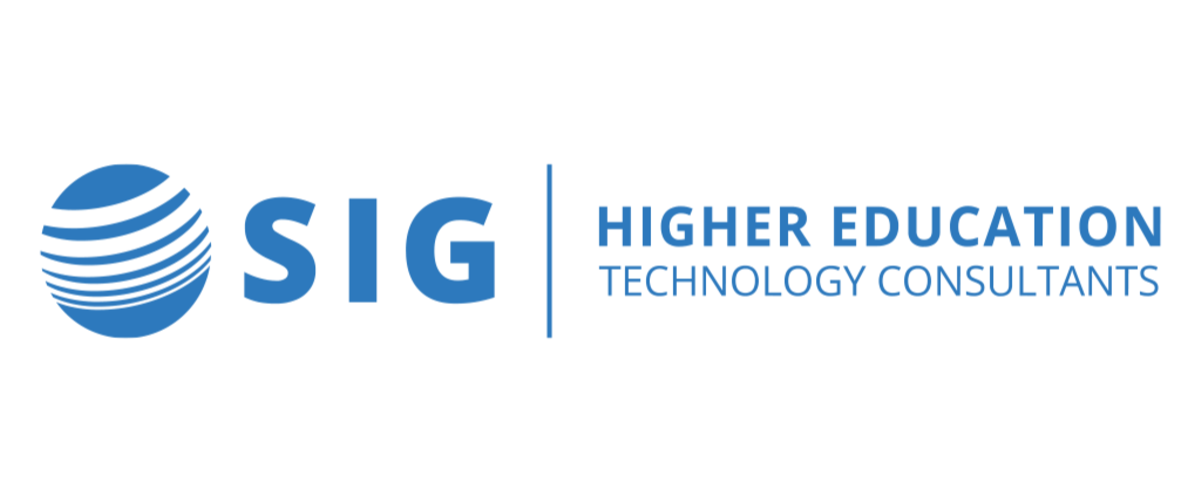 SIG
HIGHER EDUCATION
TECHNOLOGY CONSULTANTS